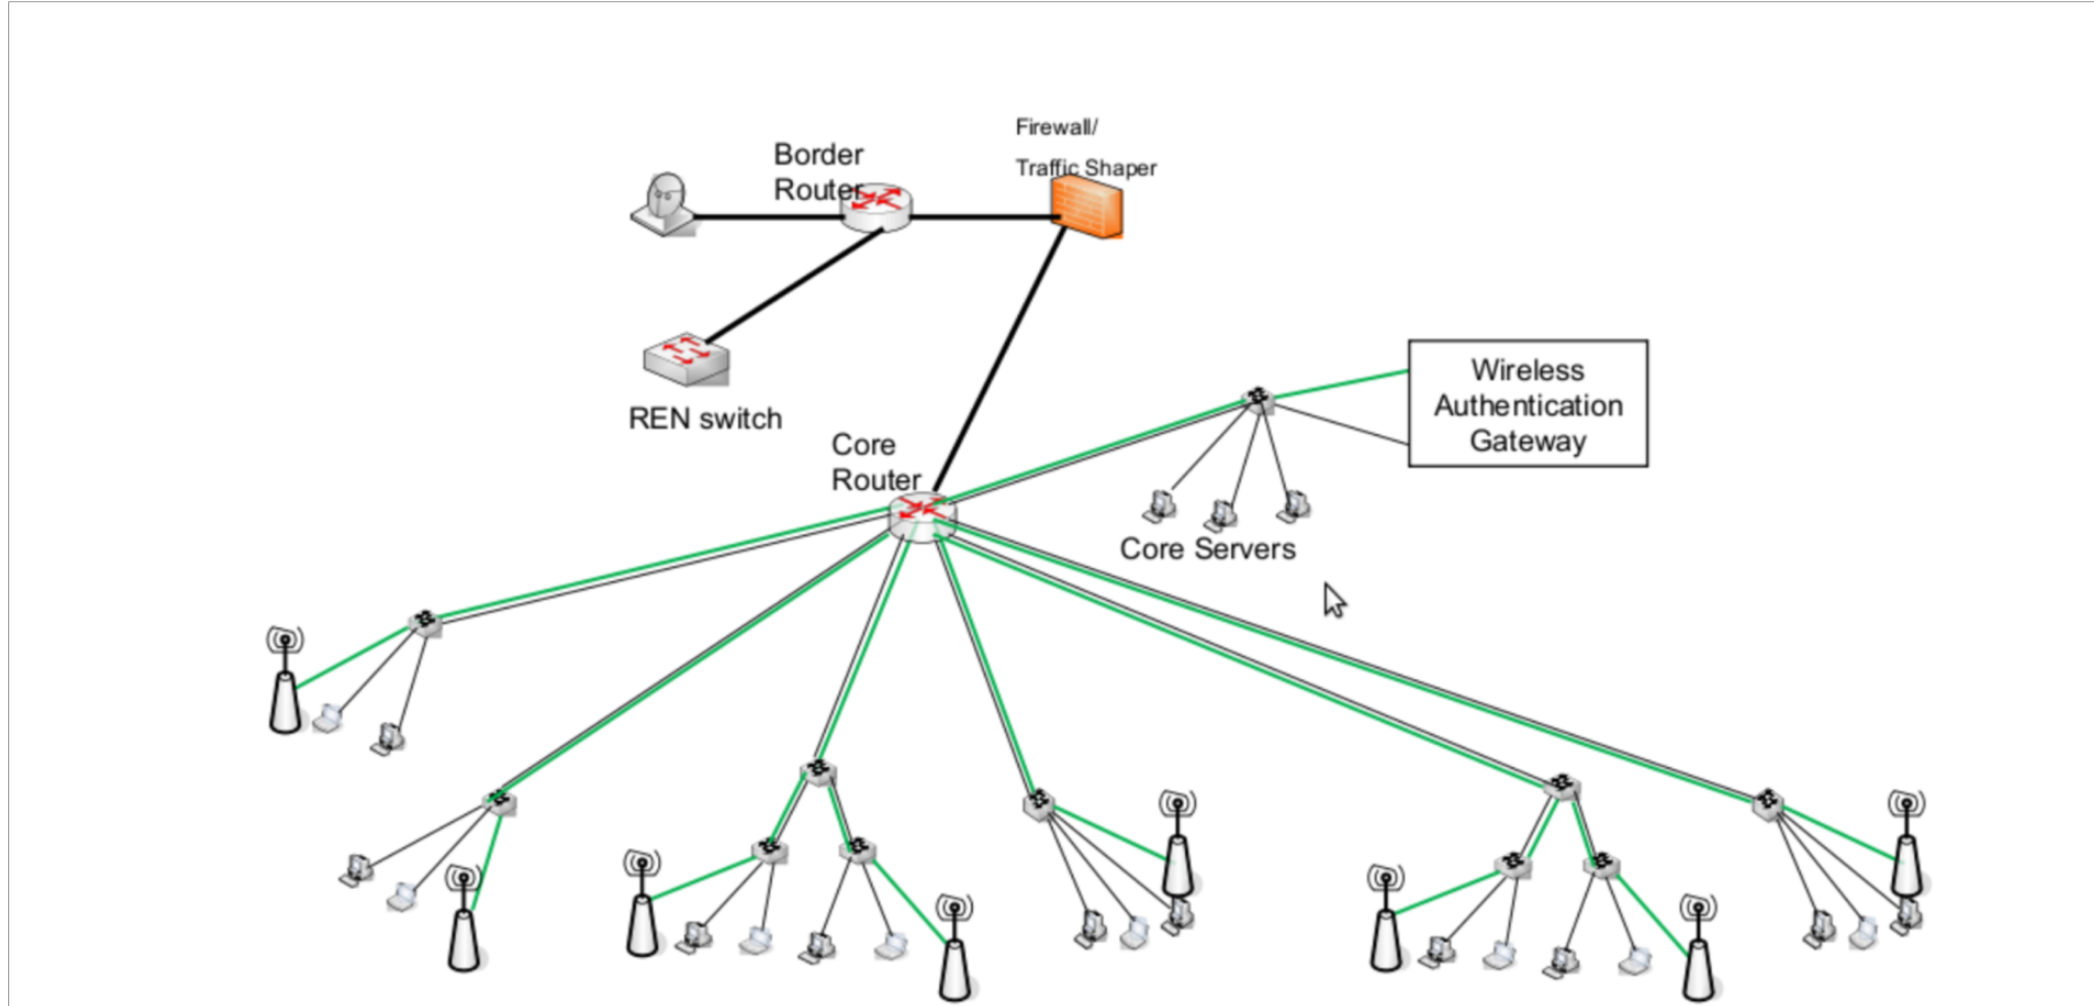 Firewall/
Traffic Shaper
Border
Router
REN switch
Core
Router
Wireless
Authentication
Gateway
Core Servers